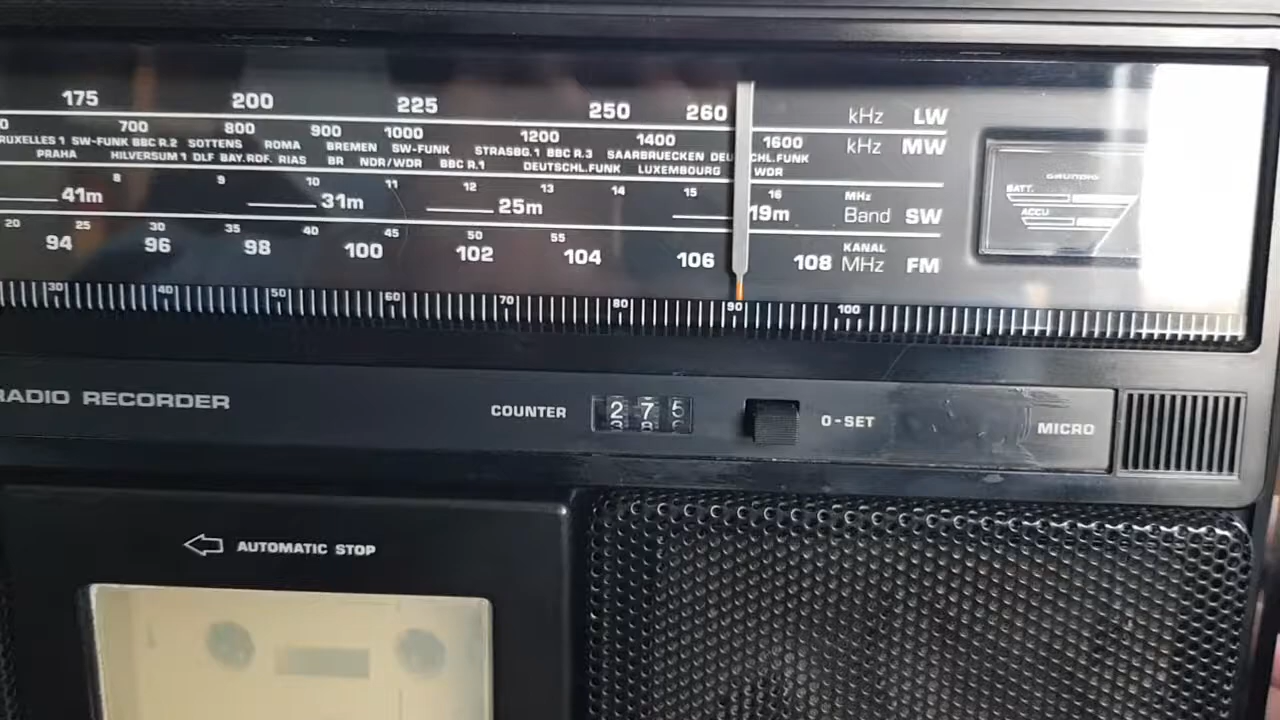 175 200 225 250 260 kHz LW
0 700 800 900 1000 1200 1400 1600 kHz MW
RUXELLES 1 SW-FUNK BBC R.2 SOTTENS ROMA BREMEN SW-FUNK STRASBG.1 BBC R.3 SAARBRUECKEN DEU CHL.FUNK
PRAHA HILVERSUM 1 DLF BAY.RDF. RIAS BR NDR/WDR BBC R.1 DEUTSCHL.FUNK LUXEMBOURG WDR
8 9 10 11 12 13 14 15 16 MHz
41m 31m 25m 19m Band SW
20 25 30 35 40 45 50 55 KANAL
94 96 98 100 102 104 106 108 MHz FM
30 40 50 60 70 80 90 100
GRUNDIG
BATT.
ACCU
RADIO RECORDER
COUNTER 2 7 5 0-SET MICRO
AUTOMATIC STOP